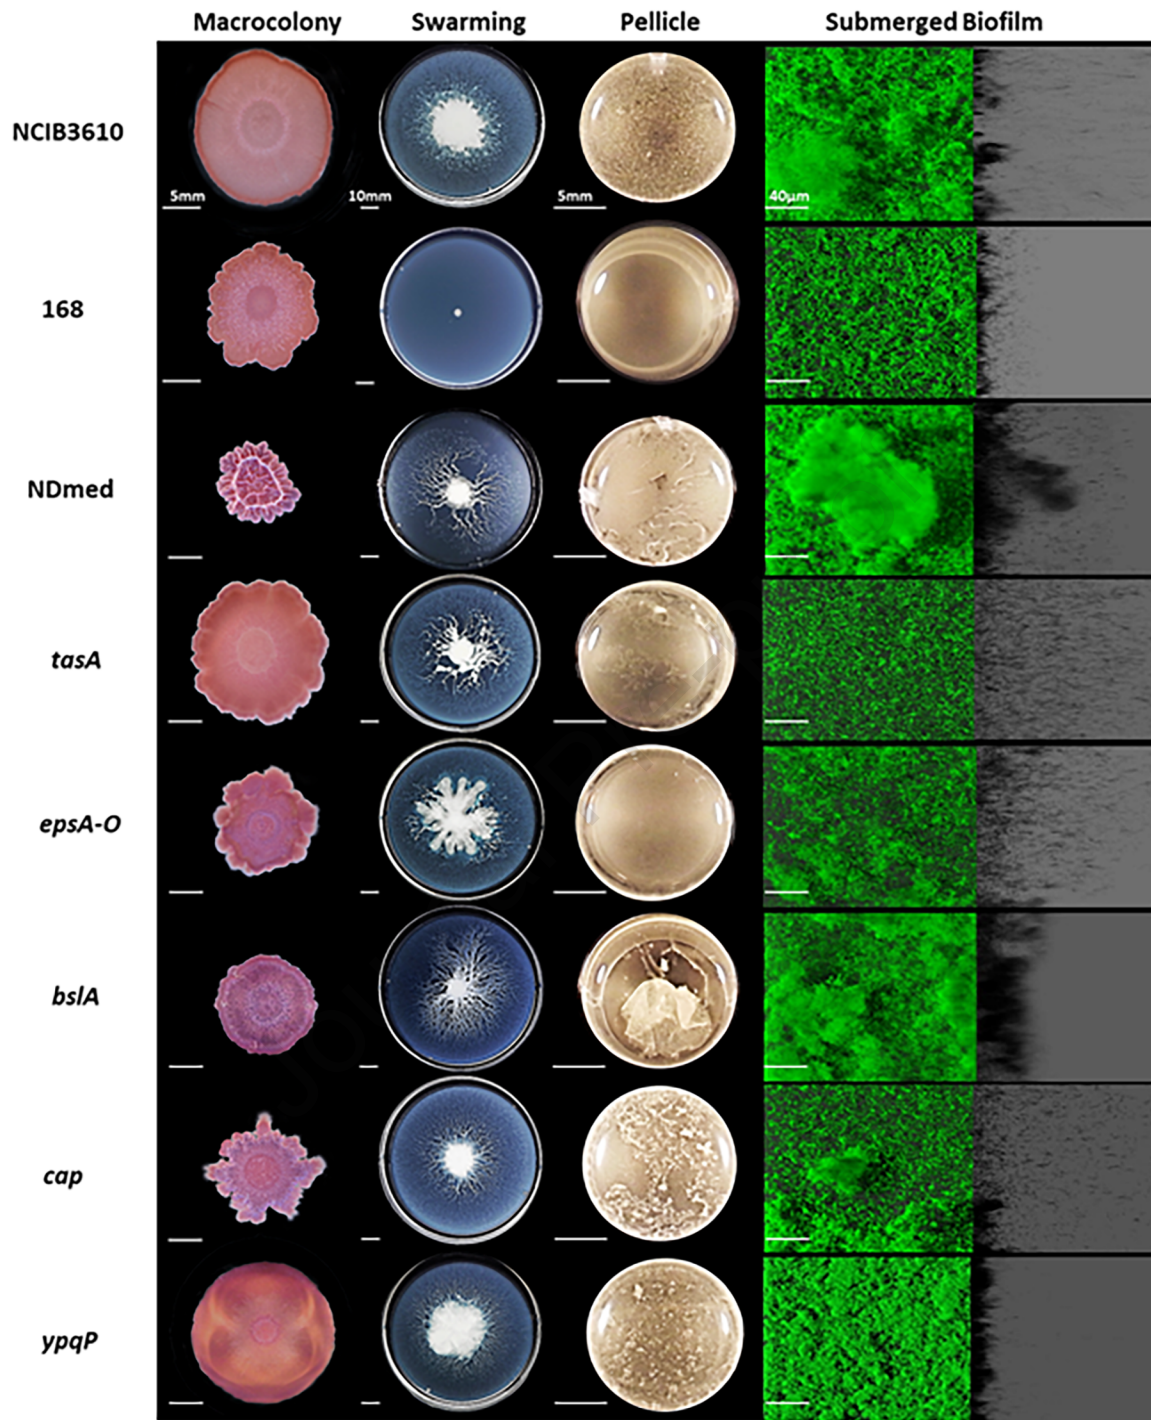 Macrocolony Swarming Pellicle Submerged Biofilm
NCIB3610
5mm 10mm 5mm 40µm
168
NDmed
tasA
epsA-O
bslA
cap
ypqP